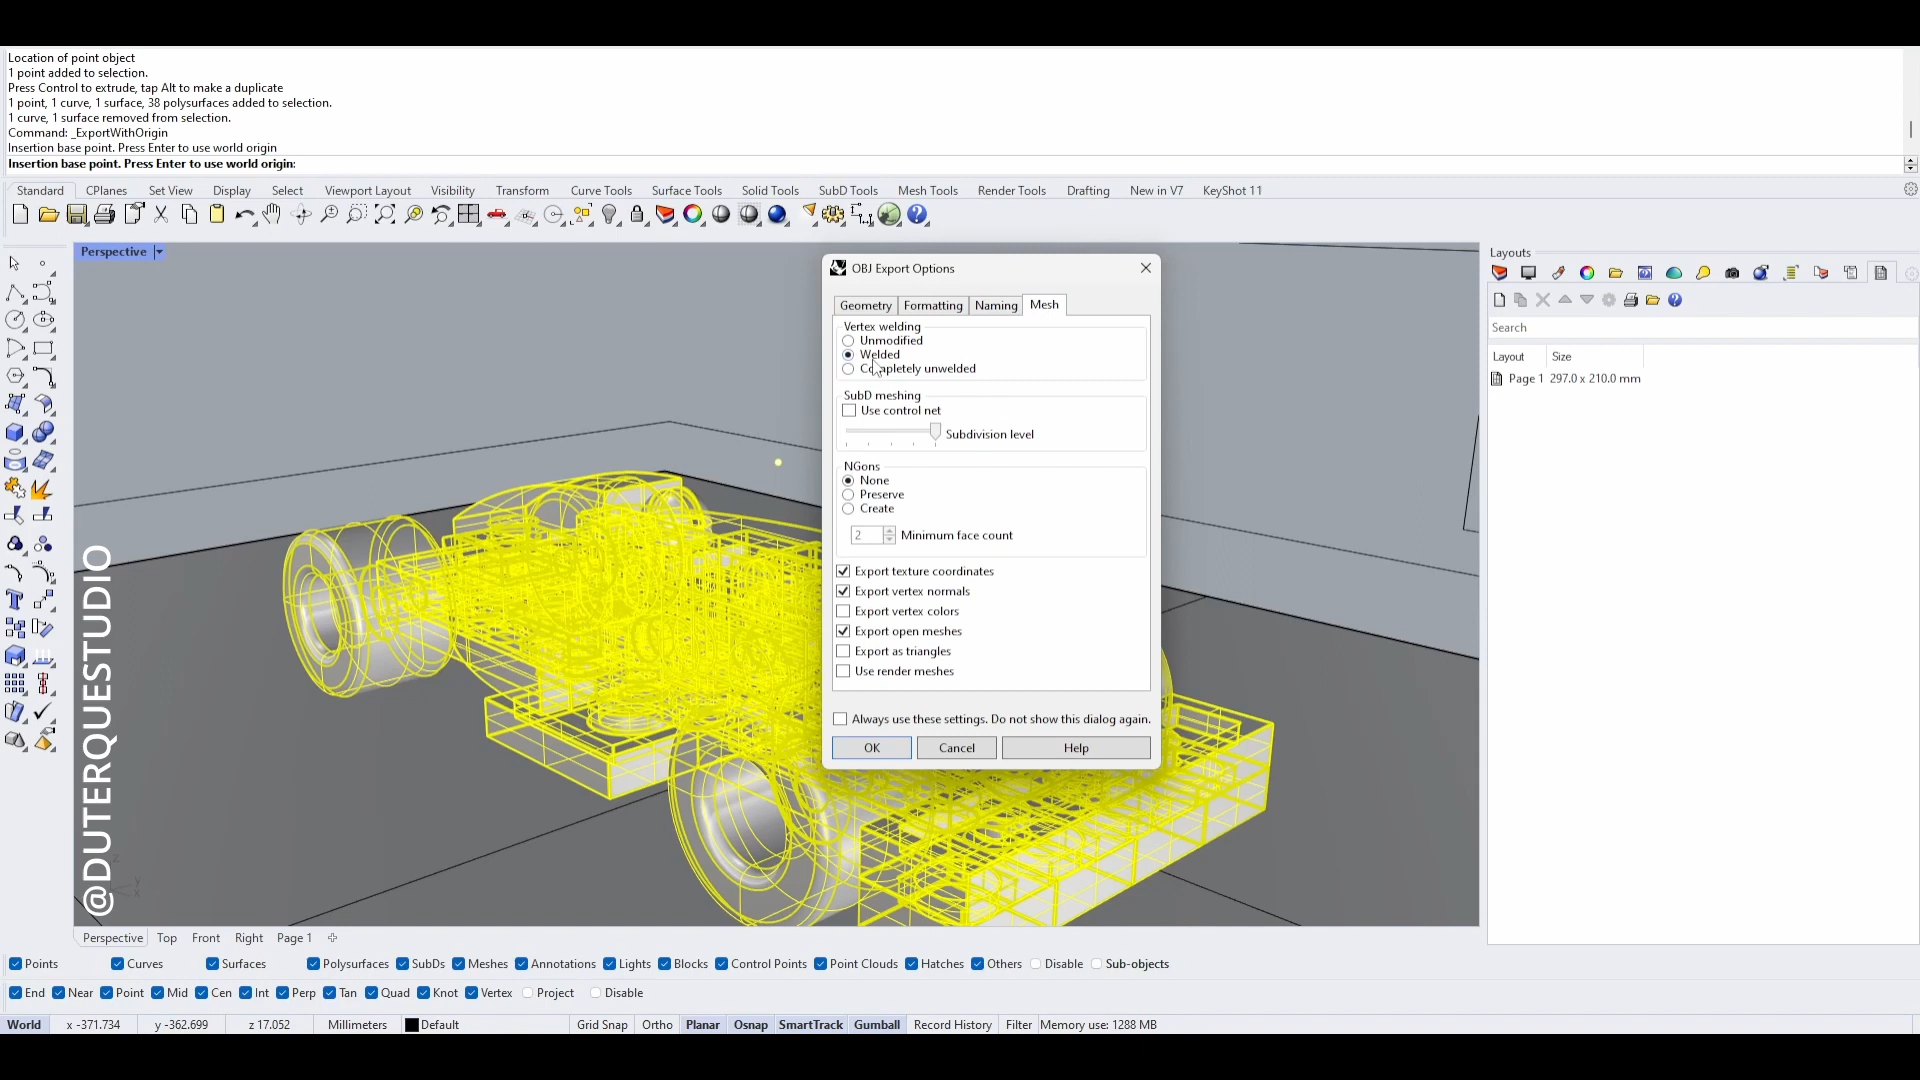 Location of point object
1 point added to selection.
Press Control to extrude, tap Alt to make a duplicate
1 point, 1 curve, 1 surface, 38 polysurfaces added to selection.
1 curve, 1 surface removed from selection.
Command: _ExportWithOrigin
Insertion base point. Press Enter to use world origin
Insertion base point. Press Enter to use world origin:
Standard CPlanes Set View Display Select Viewport Layout Visibility Transform Curve Tools Surface Tools Solid Tools SubD Tools Mesh Tools Render Tools Drafting New in V7 KeyShot 11
Perspective
OBJ Export Options
Geometry Formatting Naming Mesh
Vertex welding
Unmodified
Welded
Completely unwelded
SubD meshing
Use control net
Subdivision level
NGons
None
Preserve
Create
2 Minimum face count
Export texture coordinates
Export vertex normals
Export vertex colors
Export open meshes
Export as triangles
Use render meshes
Always use these settings. Do not show this dialog again.
OK Cancel Help
Layouts
Search
Layout Size
Page 1 297.0 x 210.0 mm
@DUTERQUESTUDIO
Perspective Top Front Right Page 1
Points Curves Surfaces Polysurfaces SubDs Meshes Annotations Lights Blocks Control Points Point Clouds Hatches Others Disable Sub-objects
End Near Point Mid Cen Int Perp Tan Quad Knot Vertex Project Disable
World x -371.734 y -362.699 z 17.052 Millimeters Default Grid Snap Ortho Planar Osnap SmartTrack Gumball Record History Filter Memory use: 1288 MB